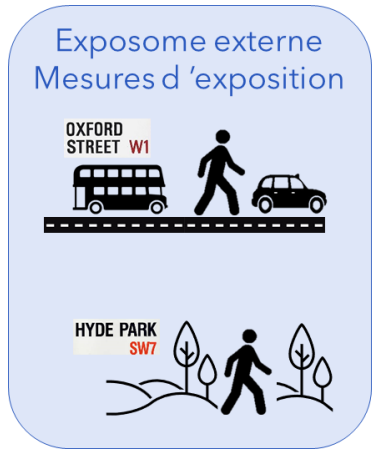 Exposome externe
Mesures d ’exposition
OXFORD
STREET W1
HYDE PARK
SW7